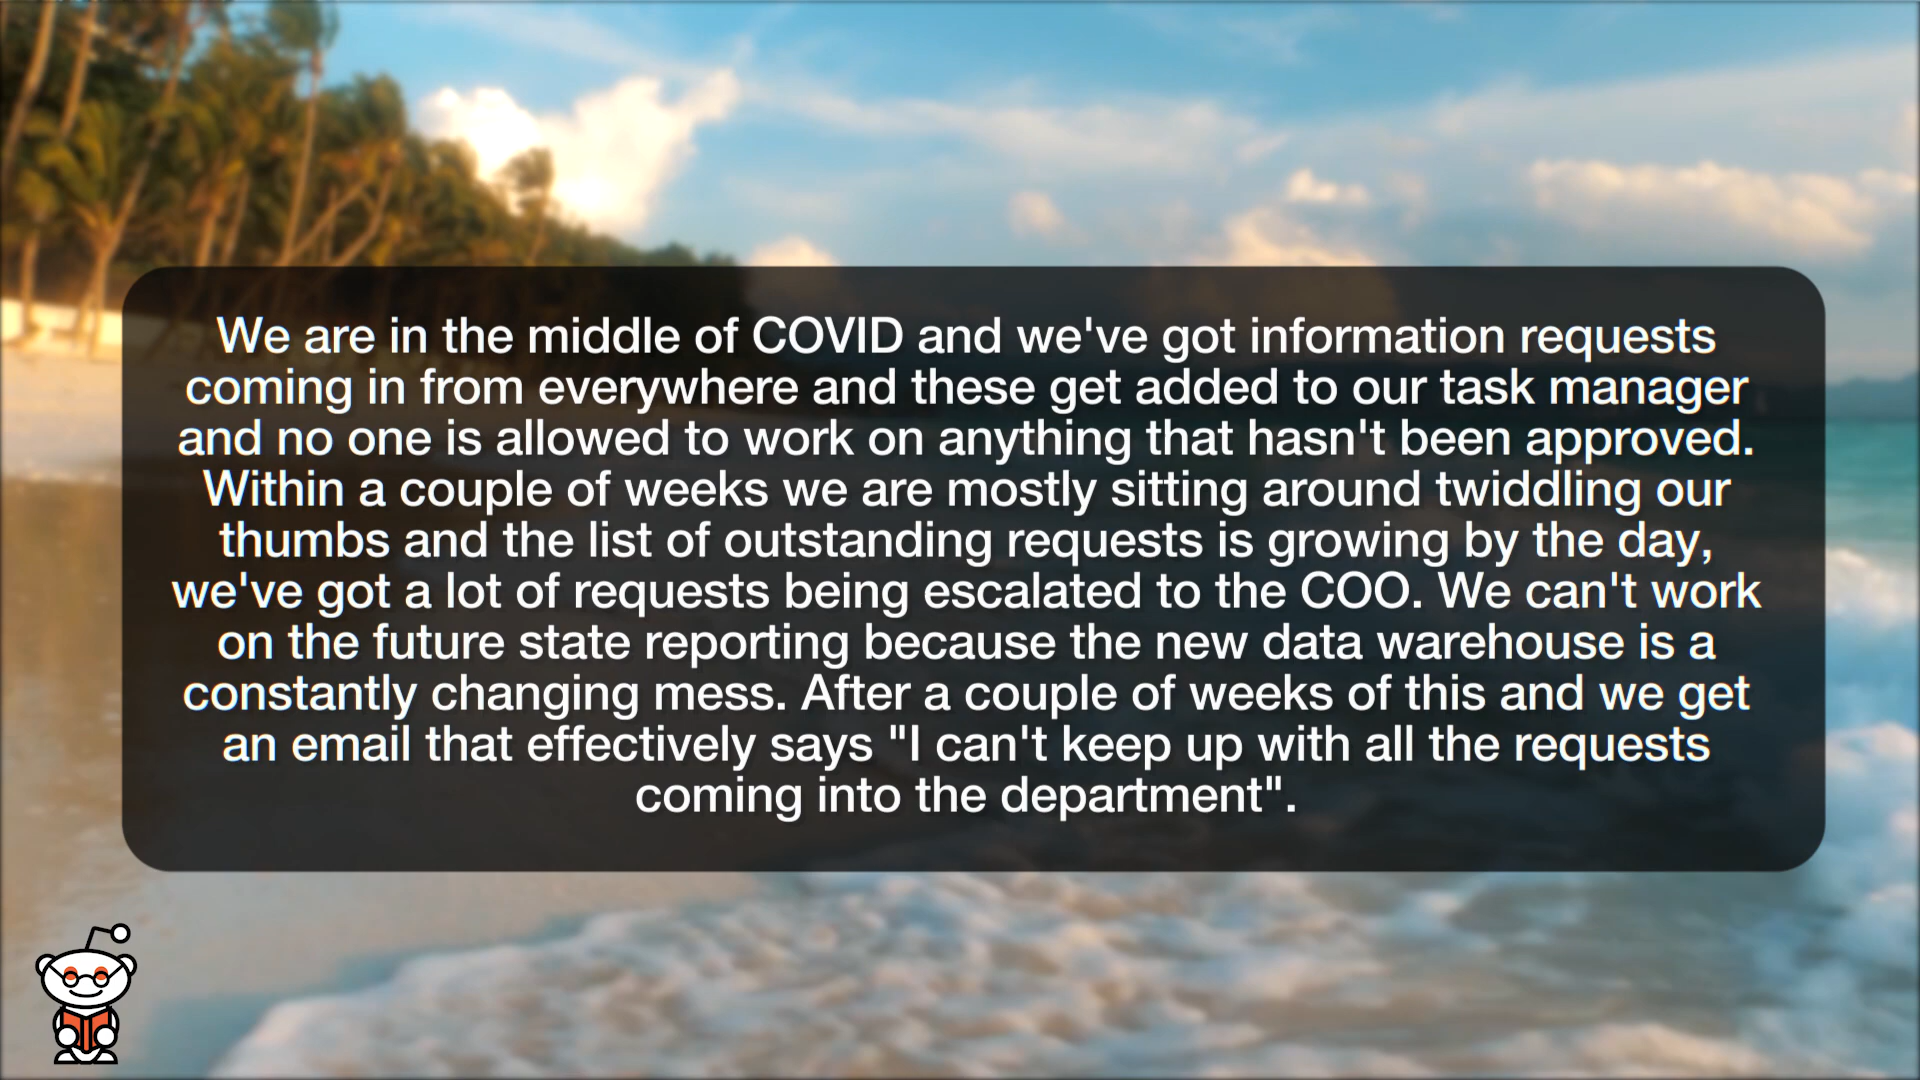 We are in the middle of COVID and we've got information requests
coming in from everywhere and these get added to our task manager
and no one is allowed to work on anything that hasn't been approved.
Within a couple of weeks we are mostly sitting around twiddling our
thumbs and the list of outstanding requests is growing by the day,
we've got a lot of requests being escalated to the COO. We can't work
on the future state reporting because the new data warehouse is a
constantly changing mess. After a couple of weeks of this and we get
an email that effectively says "I can't keep up with all the requests
coming into the department".